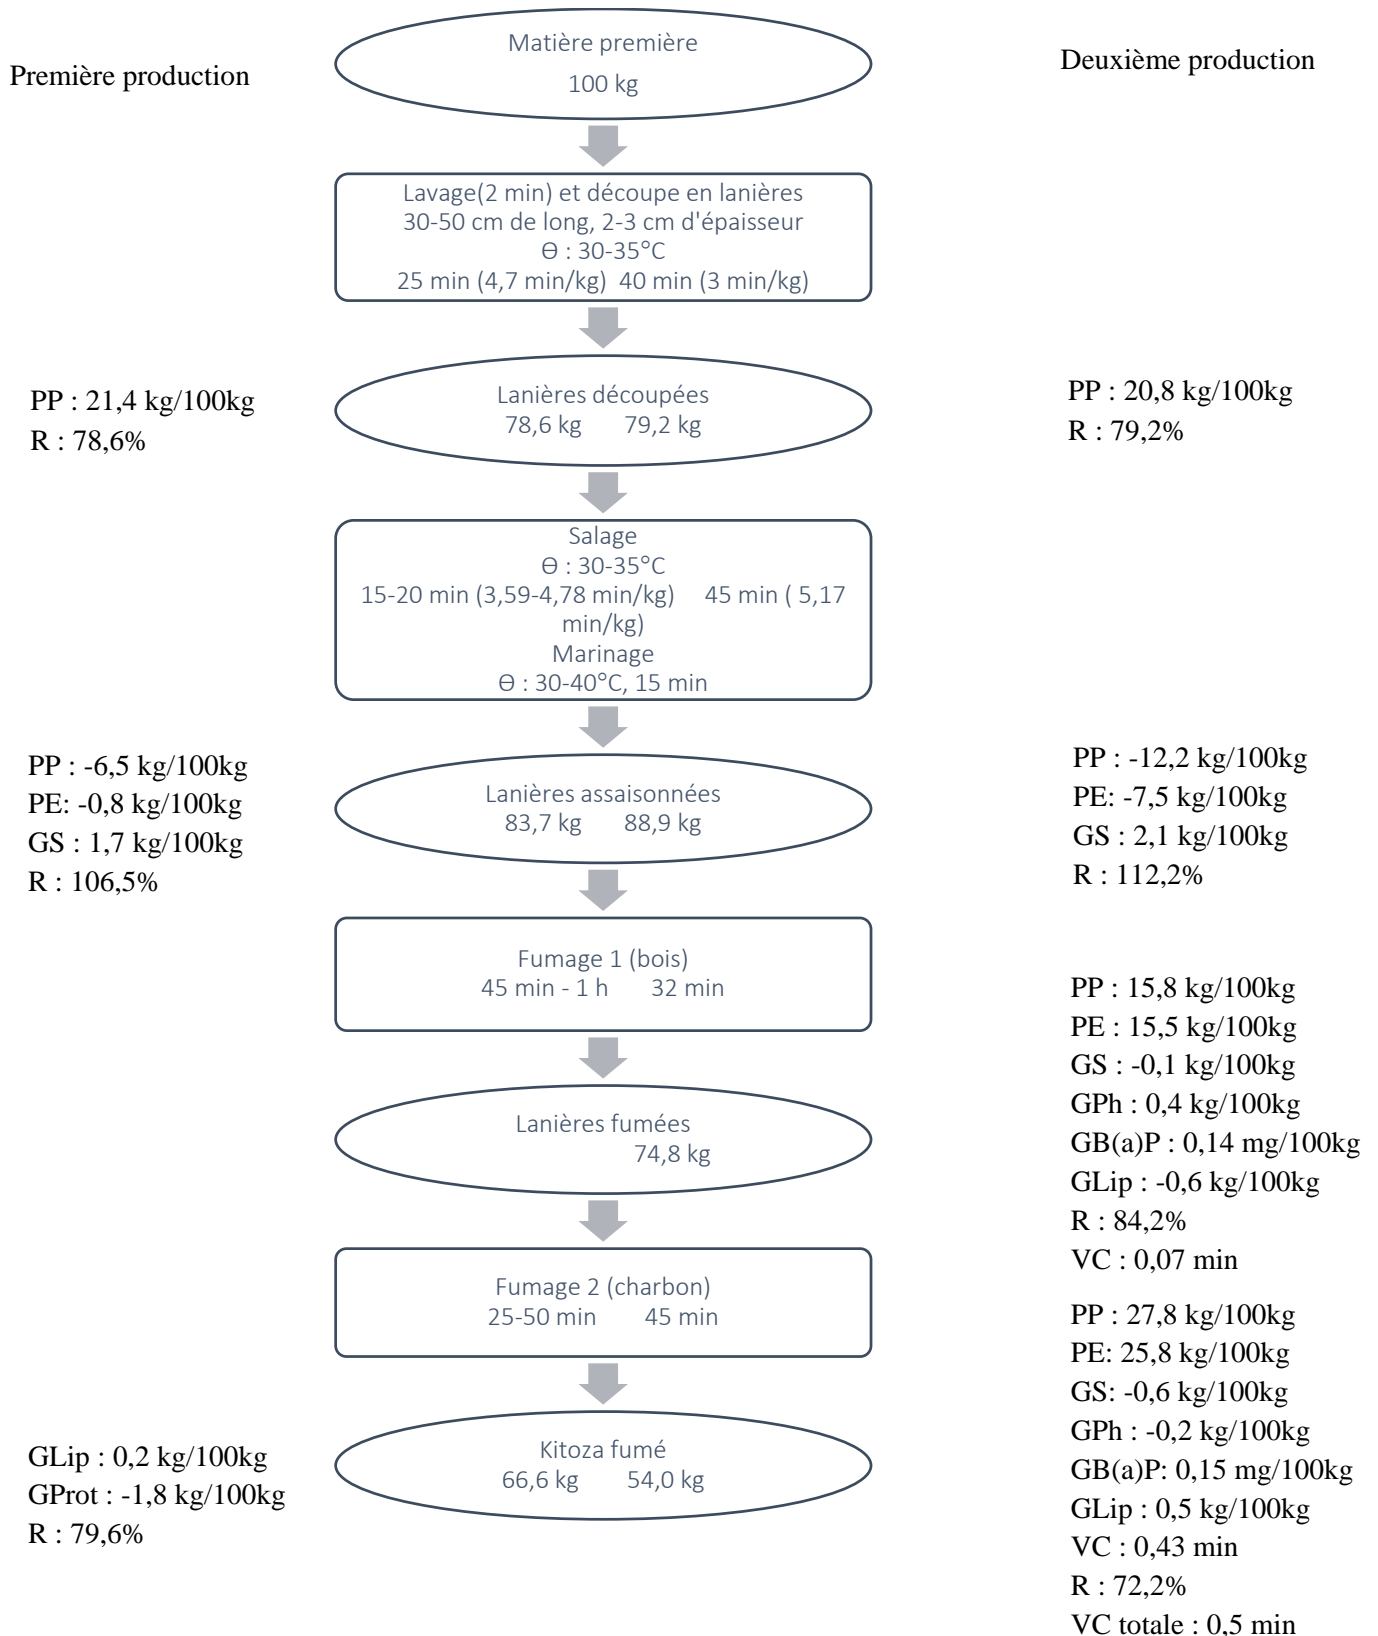 Première production
Deuxième production
Matière première
100 kg
Lavage(2 min) et découpe en lanières
30-50 cm de long, 2-3 cm d'épaisseur
Ɵ : 30-35°C
25 min (4,7 min/kg) 40 min (3 min/kg)
PP : 21,4 kg/100kg
R : 78,6%
Lanières découpées
78,6 kg 79,2 kg
PP : 20,8 kg/100kg
R : 79,2%
Salage
Ɵ : 30-35°C
15-20 min (3,59-4,78 min/kg) 45 min ( 5,17
min/kg)
Marinage
Ɵ : 30-40°C, 15 min
PP : -6,5 kg/100kg
PE: -0,8 kg/100kg
GS : 1,7 kg/100kg
R : 106,5%
Lanières assaisonnées
83,7 kg 88,9 kg
PP : -12,2 kg/100kg
PE: -7,5 kg/100kg
GS : 2,1 kg/100kg
R : 112,2%
Fumage 1 (bois)
45 min - 1 h 32 min
Lanières fumées
74,8 kg
PP : 15,8 kg/100kg
PE : 15,5 kg/100kg
GS : -0,1 kg/100kg
GPh : 0,4 kg/100kg
GB(a)P : 0,14 mg/100kg
GLip : -0,6 kg/100kg
R : 84,2%
VC : 0,07 min
Fumage 2 (charbon)
25-50 min 45 min
GLip : 0,2 kg/100kg
GProt : -1,8 kg/100kg
R : 79,6%
Kitoza fumé
66,6 kg 54,0 kg
PP : 27,8 kg/100kg
PE: 25,8 kg/100kg
GS: -0,6 kg/100kg
GPh : -0,2 kg/100kg
GB(a)P: 0,15 mg/100kg
GLip : 0,5 kg/100kg
VC : 0,43 min
R : 72,2%
VC totale : 0,5 min